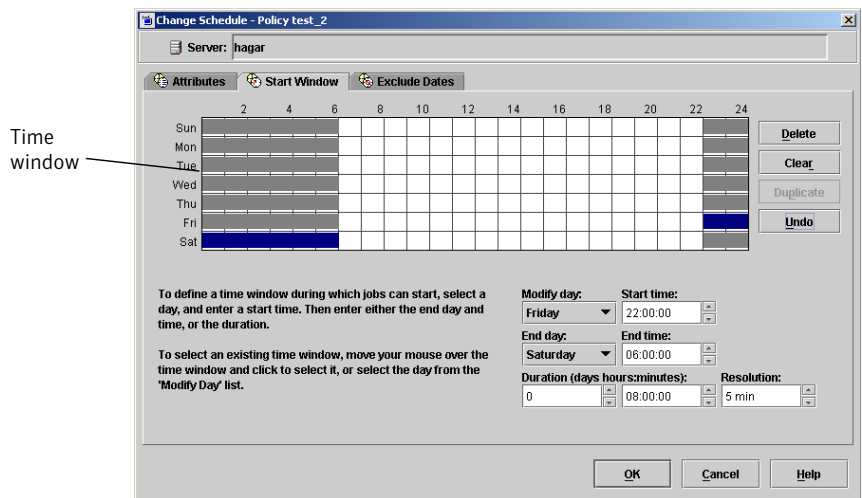 Change Schedule - Policy test_2
Server: hagar
Attributes Start Window Exclude Dates
2 4 6 8 10 12 14 16 18 20 22 24
Sun
Mon
Tue
Wed
Thu
Fri
Sat
Time
window
Delete
Clear
Duplicate
Undo
To define a time window during which jobs can start, select a
day, and enter a start time. Then enter either the end day and
time, or the duration.
To select an existing time window, move your mouse over the
time window and click to select it, or select the day from the
'Modify Day' list.
Modify day: Start time:
Friday 22:00:00
End day: End time:
Saturday 06:00:00
Duration (days hours:minutes): Resolution:
0 08:00:00 5 min
OK Cancel Help